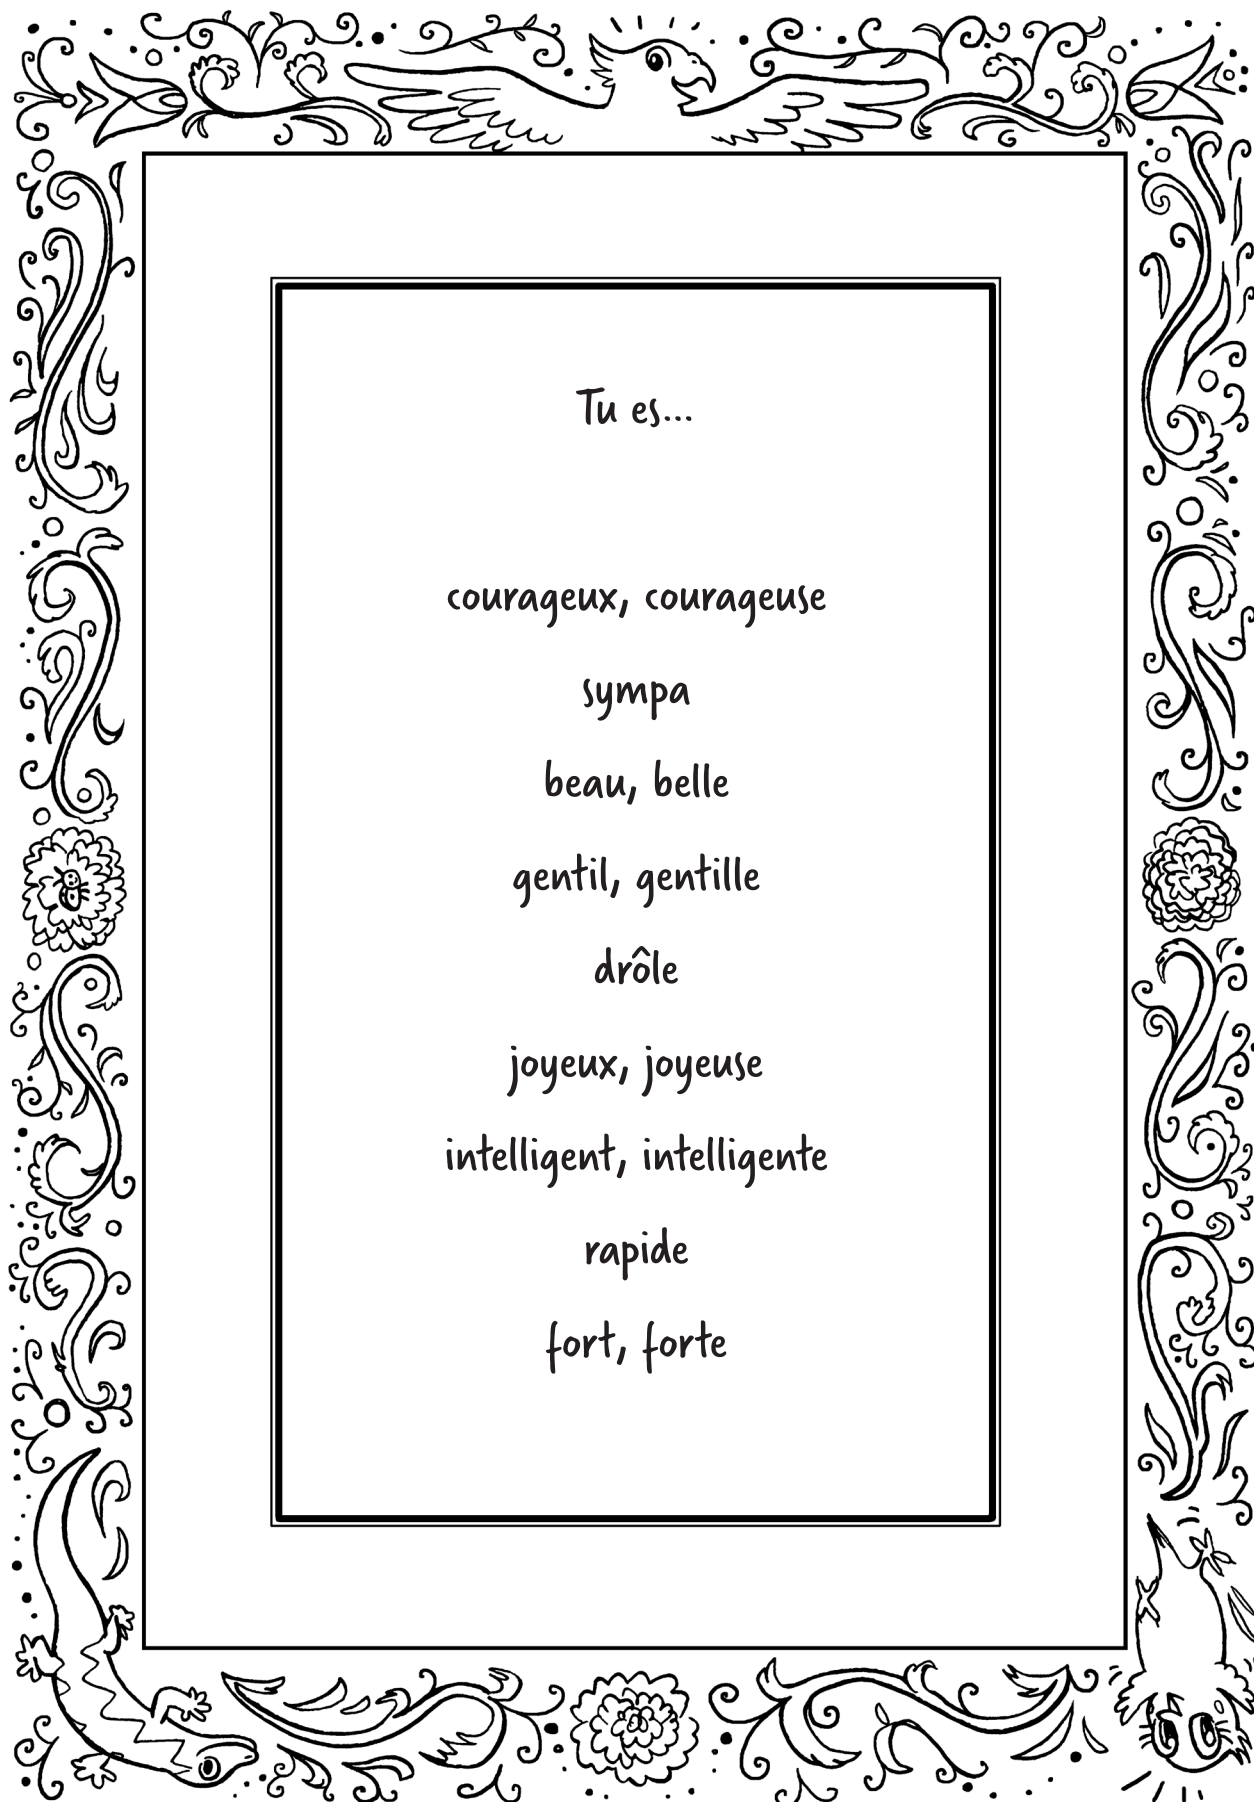 Tu es...
courageux, courageuse
sympa
beau, belle
gentil, gentille
drôle
joyeux, joyeuse
intelligent, intelligente
rapide
fort, forte